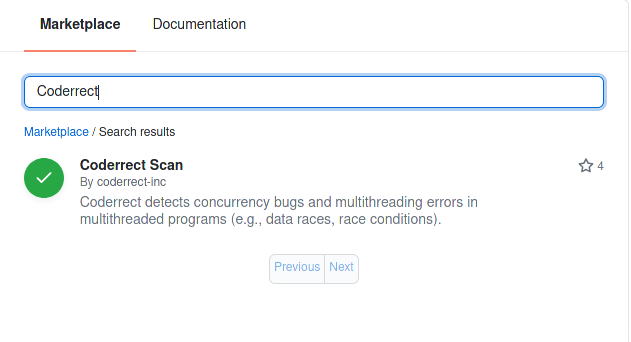 Marketplace Documentation
Coderrect
Marketplace / Search results
Coderrect Scan 4
By coderrect-inc
Coderrect detects concurrency bugs and multithreading errors in
multithreaded programs (e.g., data races, race conditions).
Previous Next